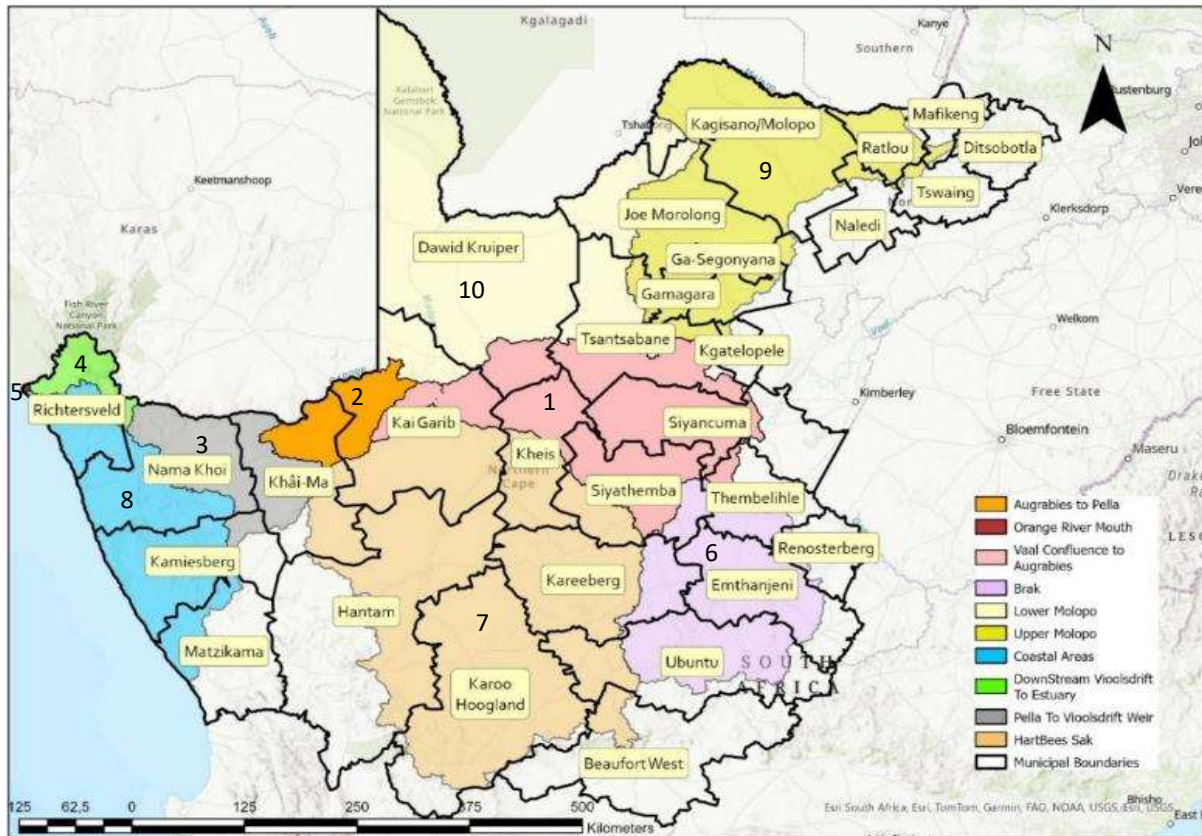 Kgalagadi
Kanye
Southern
Kalahari
Gemsbok
National Park
N
Rustenburg
Mafikeng
Kagisano/Molopo
Ratlou
Ditsobotla
Keetmanshoop
9
Tswaing
Klerksdorp
Karas
Joe Morolong
Naledi
Dawid Kruiper
Ga-Segonyana
10
Gamagara
Fish River
Canyon
National Park
Vaal
Welkom
Tsantsabane
Kgatelopele
4
5
2
1
Kimberley
Free State
Richtersveld
Kai Garib
Siyancuma
Bloemfontein
3
Kheis
Maseru
Nama Khoi
Khâi-Ma
Northern
Cape
8
Siyathemba
Thembelihle
6
Renosterberg
Kamiesberg
Kareeberg
Emthanjeni
Hantam
7
Matzikama
Ubuntu
SOUTH
AFRICA
Karoo
Hoogland
Beaufort West
Augrabies to Pella
Orange River Mouth
Vaal Confluence to
Augrabies
Brak
Lower Molopo
Upper Molopo
Coastal Areas
DownStream Vioolsdrift
To Estuary
Pella To Vioolsdrift Weir
HartBees Sak
Municipal Boundaries
125 62,5 0 125 250 375 500
Kilometers
Esri South Africa, Esri, TomTom, Garmin, FAO, NOAA, USGS, Esri, USGS
Bhisho
East